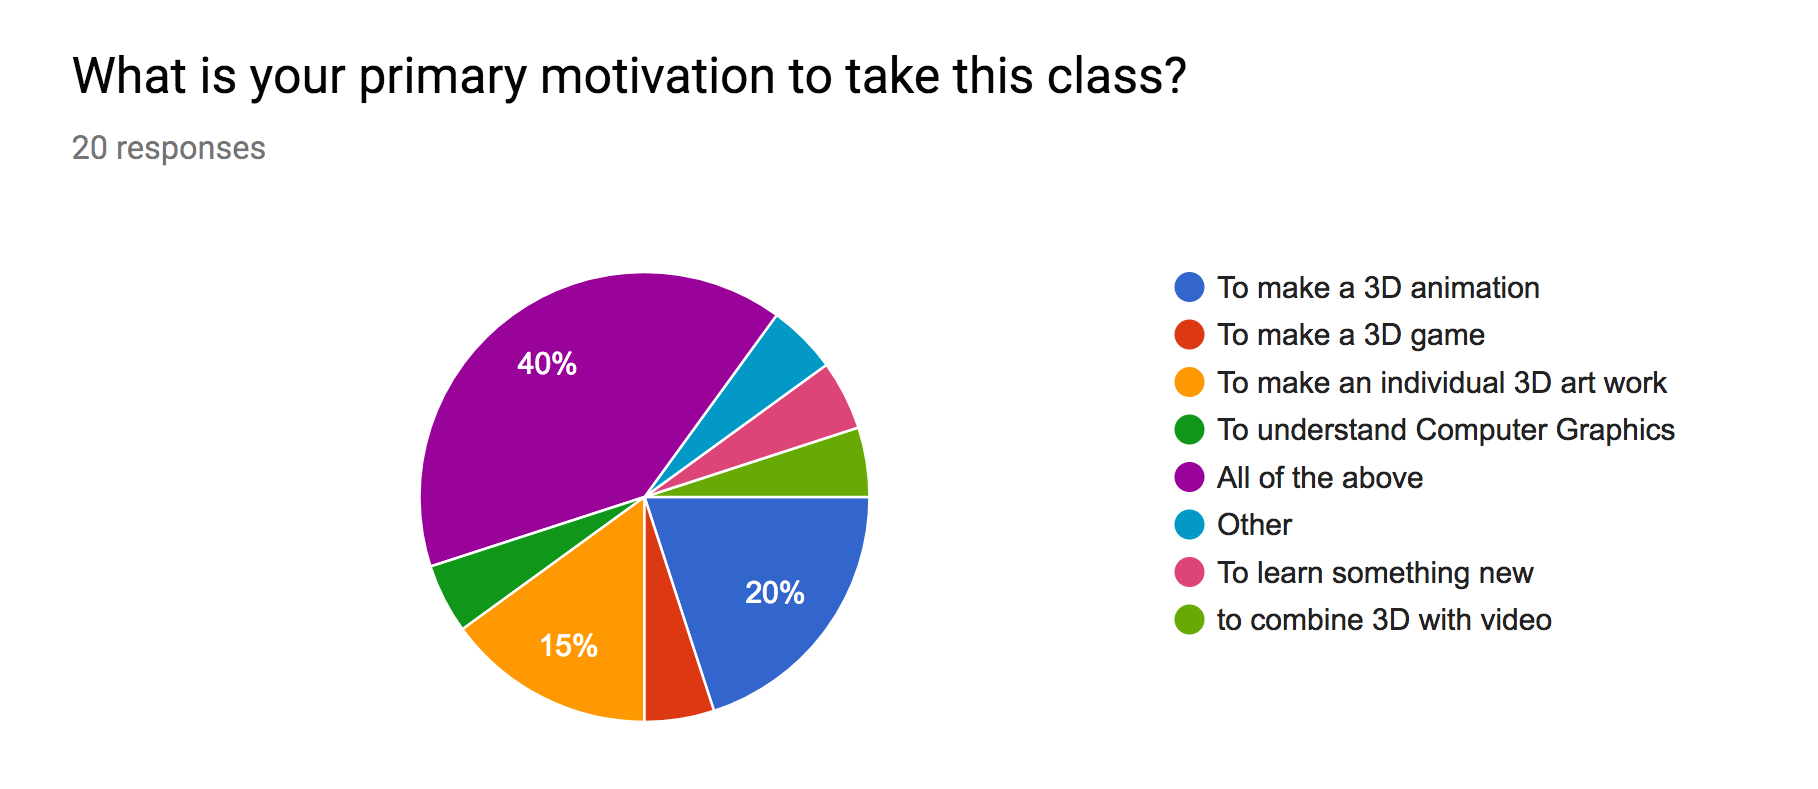 What is your primary motivation to take this class?
20 responses
40%
20%
15%
To make a 3D animation
To make a 3D game
To make an individual 3D art work
To understand Computer Graphics
All of the above
Other
To learn something new
to combine 3D with video